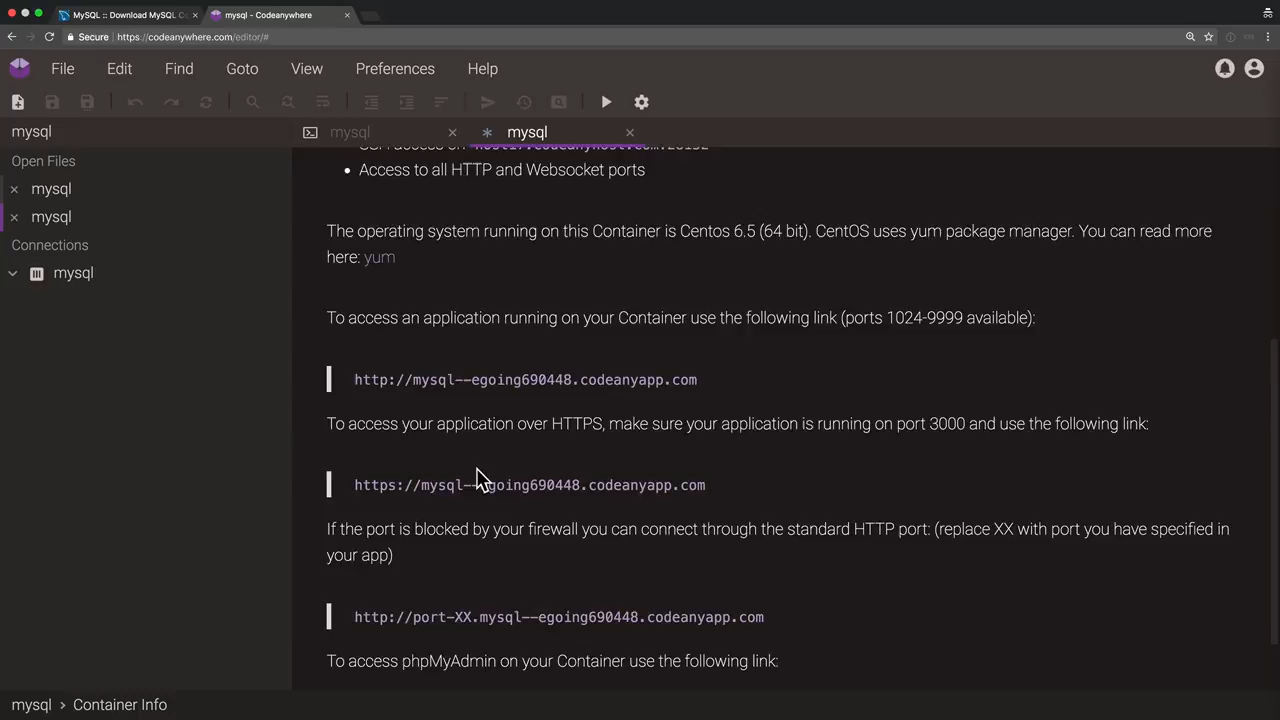 MySQL :: Download MySQL C
mysql - Codeanywhere
Secure
https://codeanywhere.com/editor/#
File
Edit
Find
Goto
View
Preferences
Help
mysql
mysql
mysql
Open Files
mysql
mysql
Connections
mysql
Access to all HTTP and Websocket ports
The operating system running on this Container is Centos 6.5 (64 bit). CentOS uses yum package manager. You can read more
here: yum
To access an application running on your Container use the following link (ports 1024-9999 available):
http://mysql--egoing690448.codeanyapp.com
To access your application over HTTPS, make sure your application is running on port 3000 and use the following link:
https://mysql--egoing690448.codeanyapp.com
If the port is blocked by your firewall you can connect through the standard HTTP port: (replace XX with port you have specified in
your app)
http://port-XX.mysql--egoing690448.codeanyapp.com
To access phpMyAdmin on your Container use the following link:
mysql > Container Info